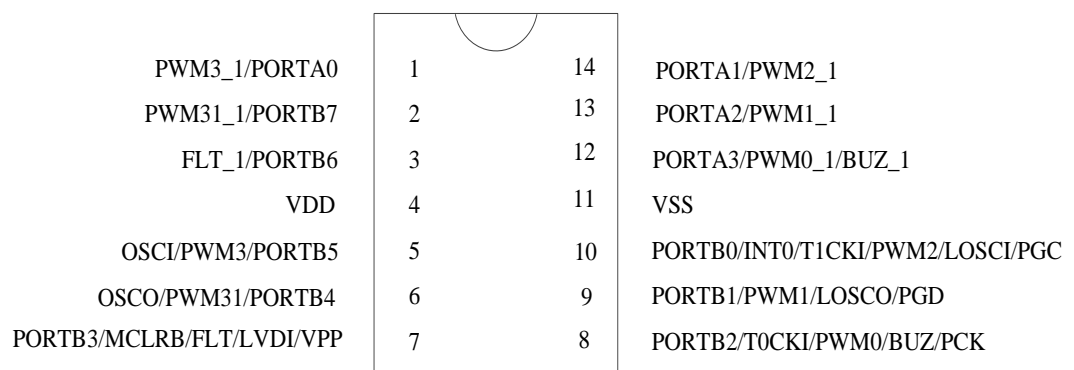 PWM3_1/PORTA0 1 14 PORTA1/PWM2_1
PWM31_1/PORTB7 2 13 PORTA2/PWM1_1
FLT_1/PORTB6 3 12 PORTA3/PWM0_1/BUZ_1
VDD 4 11 VSS
OSCI/PWM3/PORTB5 5 10 PORTB0/INT0/T1CKI/PWM2/LOSCI/PGC
OSCO/PWM31/PORTB4 6 9 PORTB1/PWM1/LOSCO/PGD
PORTB3/MCLRB/FLT/LVDI/VPP 7 8 PORTB2/T0CKI/PWM0/BUZ/PCK